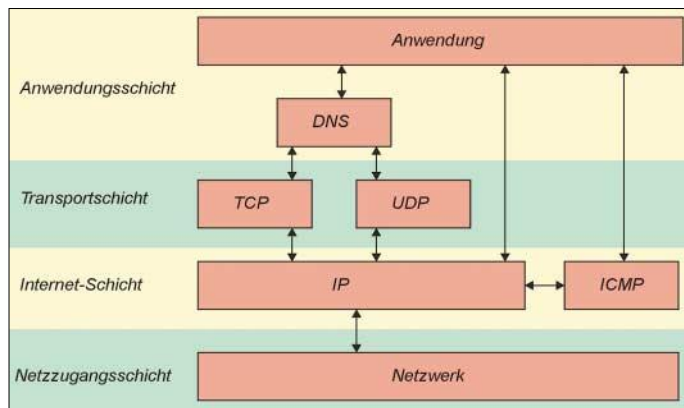 Anwendung
Anwendungsschicht
DNS
Transportschicht
TCP
UDP
Internet-Schicht
IP
ICMP
Netzzugangsschicht
Netzwerk